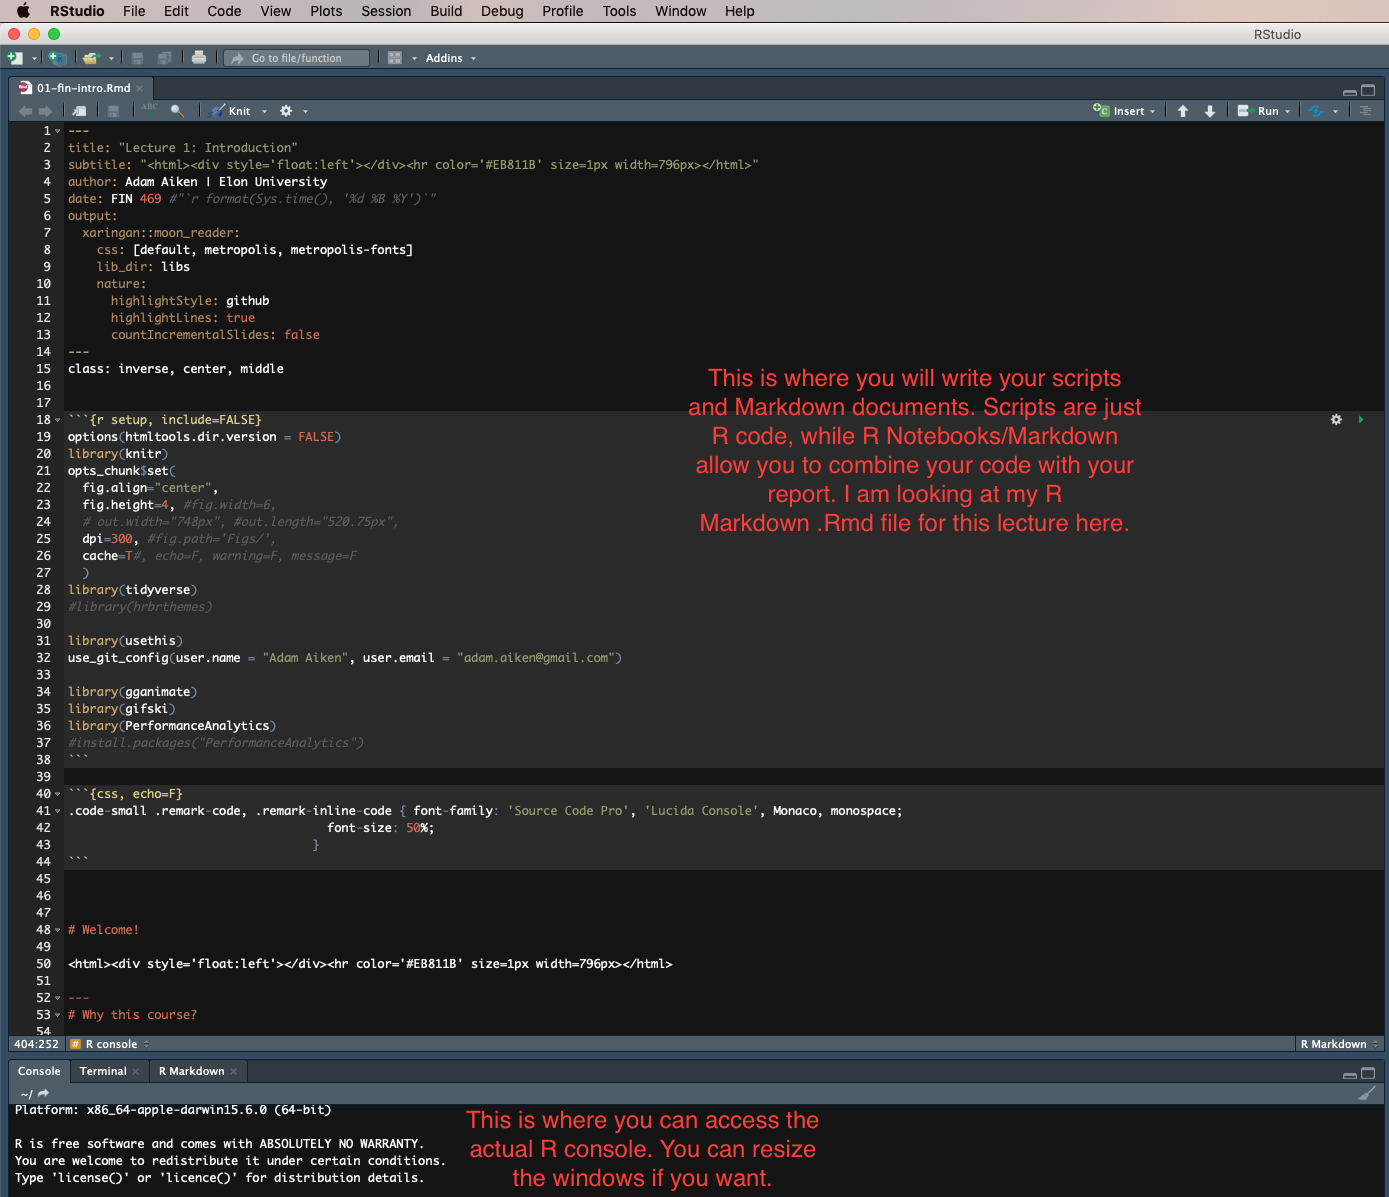 RStudio File Edit Code View Plots Session Build Debug Profile Tools Window Help
RStudio
Go to file/function Addins
01-fin-intro.Rmd
ABC Knit Insert Run
1 ---
2 title: "Lecture 1: Introduction"
3 subtitle: "<html><div style='float:left'></div><hr color='#EB811B' size=1px width=796px></html>"
4 author: Adam Aiken | Elon University
5 date: FIN 469 #"`r format(Sys.time(), '%d %B %Y')`"
6 output:
7 xaringan::moon_reader:
8 css: [default, metropolis, metropolis-fonts]
9 lib_dir: libs
10 nature:
11 highlightStyle: github
12 highlightLines: true
13 countIncrementalSlides: false
14 ---
15 class: inverse, center, middle
16
17
18 ```{r setup, include=FALSE}
19 options(htmltools.dir.version = FALSE)
20 library(knitr)
21 opts_chunk$set(
22 fig.align="center",
23 fig.height=4, #fig.width=6,
24 # out.width="748px", #out.length="520.75px",
25 dpi=300, #fig.path='Figs/',
26 cache=T#, echo=F, warning=F, message=F
27 )
28 library(tidyverse)
29 #library(hrbrthemes)
30
31 library(usethis)
32 use_git_config(user.name = "Adam Aiken", user.email = "adam.aiken@gmail.com")
33
34 library(gganimate)
35 library(gifski)
36 library(PerformanceAnalytics)
37 #install.packages("PerformanceAnalytics")
38 ```
39
40 ```{css, echo=F}
41 .code-small .remark-code, .remark-inline-code { font-family: 'Source Code Pro', 'Lucida Console', Monaco, monospace;
42 font-size: 50%;
43 }
44 ```
45
46
47
48 # Welcome!
49
50 <html><div style='float:left'></div><hr color='#EB811B' size=1px width=796px></html>
51
52 ---
53 # Why this course?
54
This is where you will write your scripts
and Markdown documents. Scripts are just
R code, while R Notebooks/Markdown
allow you to combine your code with your
report. I am looking at my R
Markdown .Rmd file for this lecture here.
404:252 # R console R Markdown
Console Terminal R Markdown
~/
Platform: x86_64-apple-darwin15.6.0 (64-bit)
R is free software and comes with ABSOLUTELY NO WARRANTY.
You are welcome to redistribute it under certain conditions.
Type 'license()' or 'licence()' for distribution details.
This is where you can access the
actual R console. You can resize
the windows if you want.